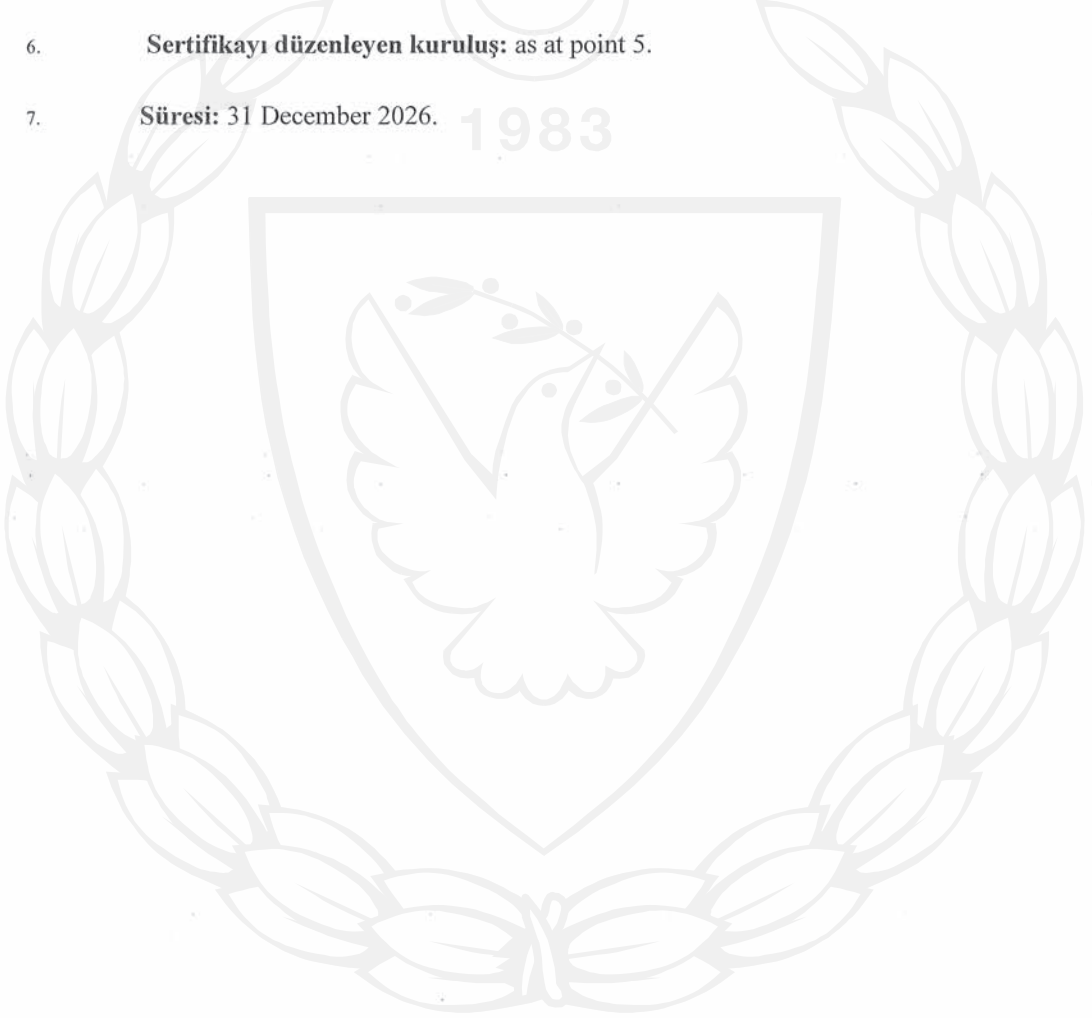 6. Sertifikayı düzenleyen kuruluş: as at point 5.
7. Süresi: 31 December 2026.
1983